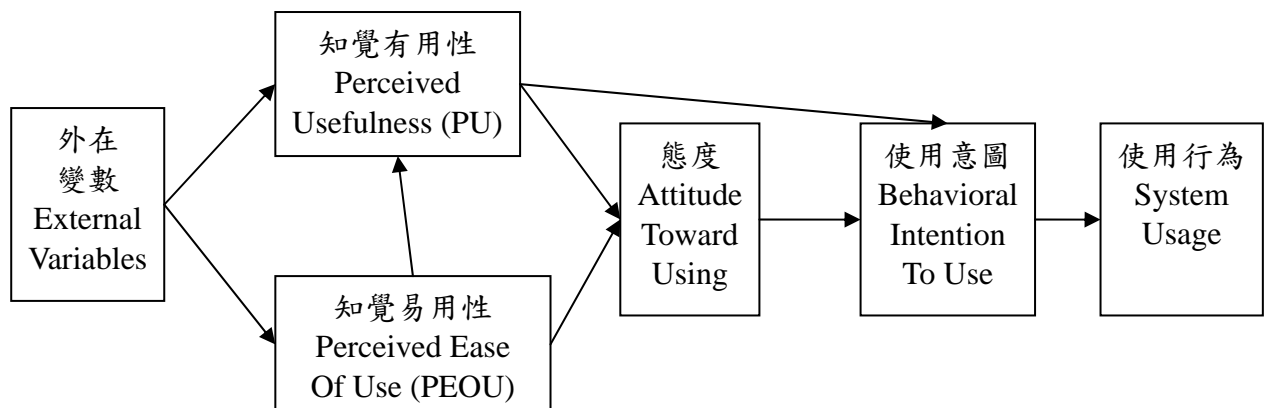 外在
變數
External
Variables
知覺有用性
Perceived
Usefulness (PU)
知覺易用性
Perceived Ease
Of Use (PEOU)
態度
Attitude
Toward
Using
使用意圖
Behavioral
Intention
To Use
使用行為
System
Usage